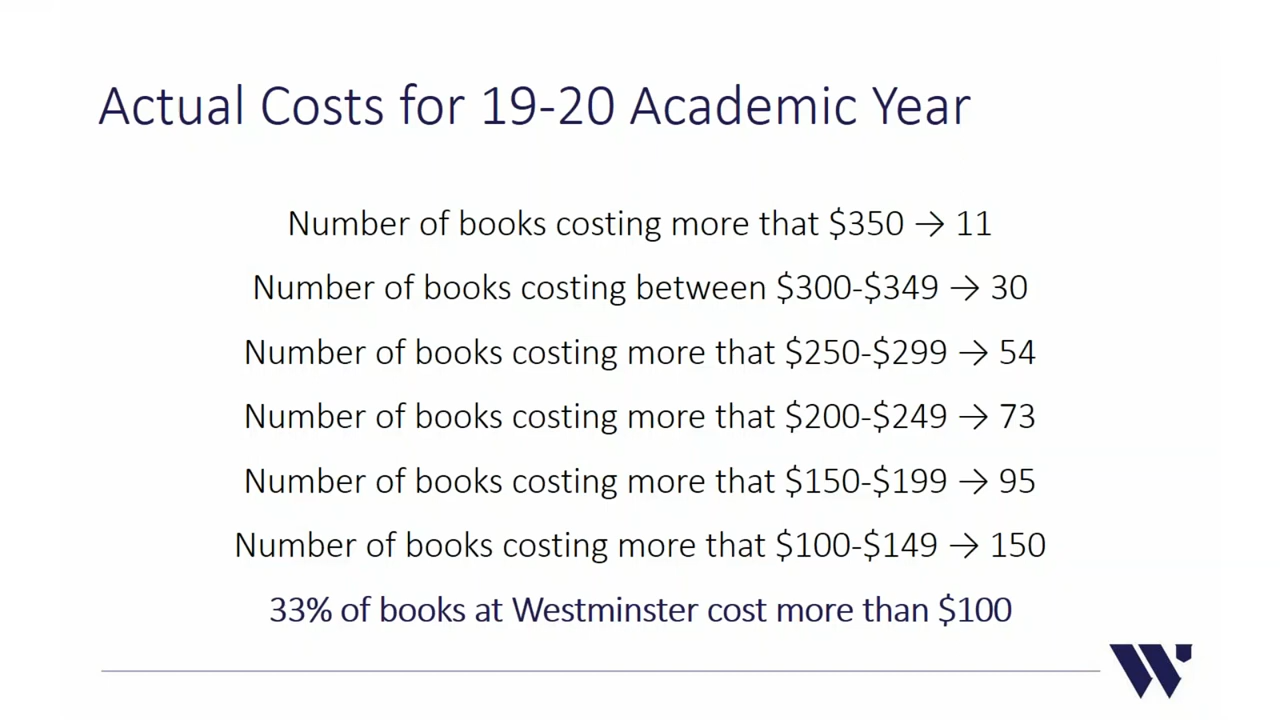 Actual Costs for 19-20 Academic Year
Number of books costing more that $350 → 11
Number of books costing between $300-$349 → 30
Number of books costing more that $250-$299 → 54
Number of books costing more that $200-$249 → 73
Number of books costing more that $150-$199 → 95
Number of books costing more that $100-$149 → 150
33% of books at Westminster cost more than $100